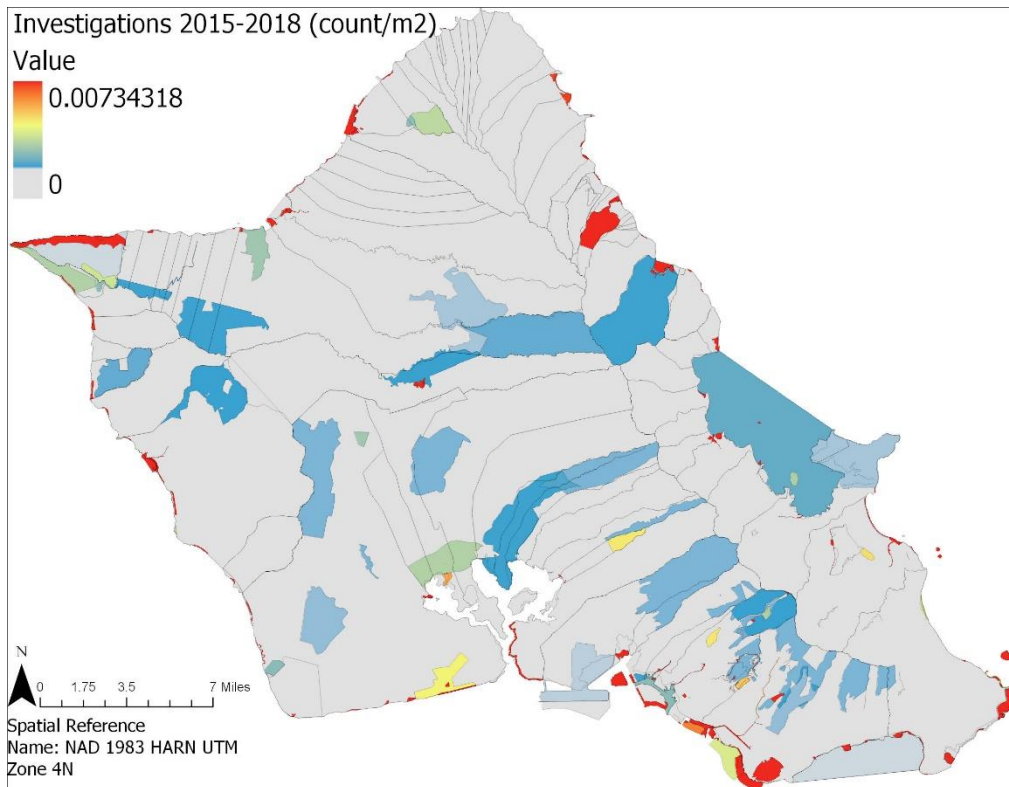 Investigations 2015-2018 (count/m2)
Value
0.00734318
0
N
0 1.75 3.5 7 Miles
Spatial Reference
Name: NAD 1983 HARN UTM
Zone 4N